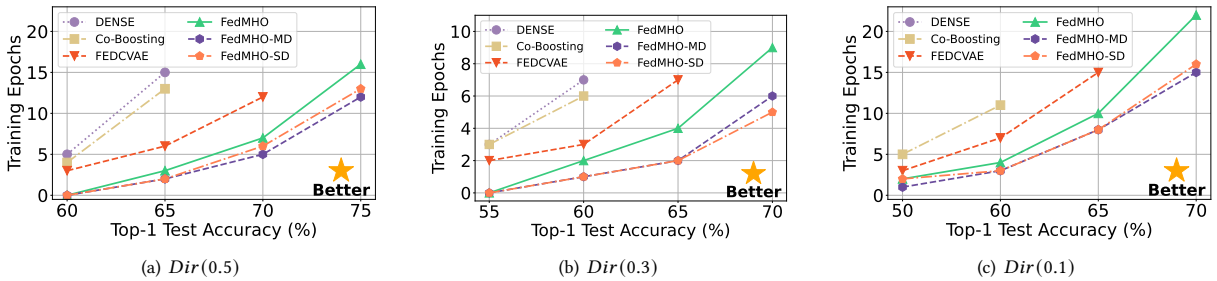 DENSE
Co-Boosting
FEDCVAE
FedMHO
FedMHO-MD
FedMHO-SD
Training Epochs
20
15
10
5
0
60 65 70 75
Top-1 Test Accuracy (%)
Better
(a) Dir(0.5)
DENSE
Co-Boosting
FEDCVAE
FedMHO
FedMHO-MD
FedMHO-SD
Training Epochs
10
8
6
4
2
0
55 60 65 70
Top-1 Test Accuracy (%)
Better
(b) Dir(0.3)
DENSE
Co-Boosting
FEDCVAE
FedMHO
FedMHO-MD
FedMHO-SD
Training Epochs
20
15
10
5
0
50 60 65 70
Top-1 Test Accuracy (%)
Better
(c) Dir(0.1)